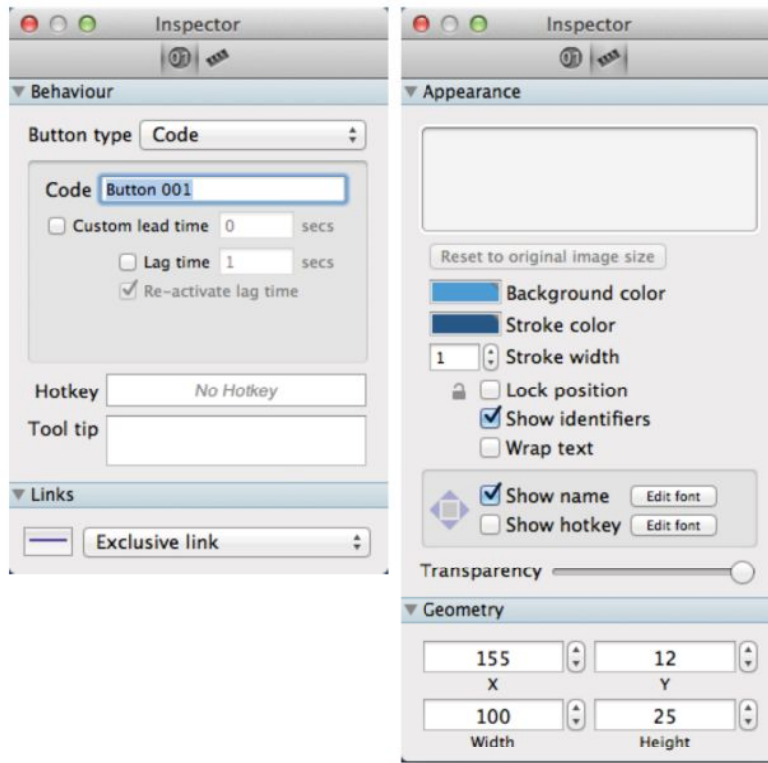 Inspector
Behaviour
Button type Code
Code Button 001
Custom lead time 0 secs
Lag time 1 secs
Re-activate lag time
Hotkey No Hotkey
Tool tip
Links
Exclusive link
Inspector
Appearance
Reset to original image size
Background color
Stroke color
1 Stroke width
Lock position
Show identifiers
Wrap text
Show name Edit font
Show hotkey Edit font
Transparency
Geometry
155 12
X Y
100 25
Width Height